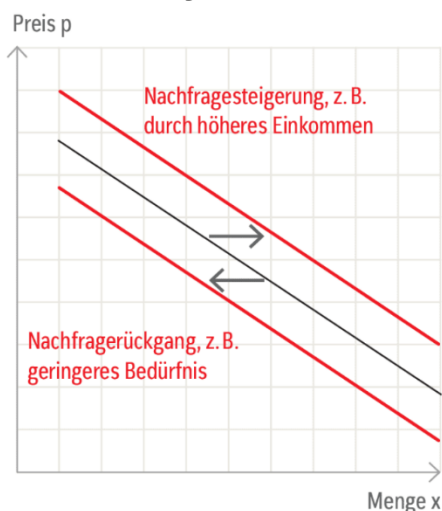 Preis p
Nachfragesteigerung, z. B.
durch höheres Einkommen
Nachfragerückgang, z. B.
geringeres Bedürfnis
Menge x